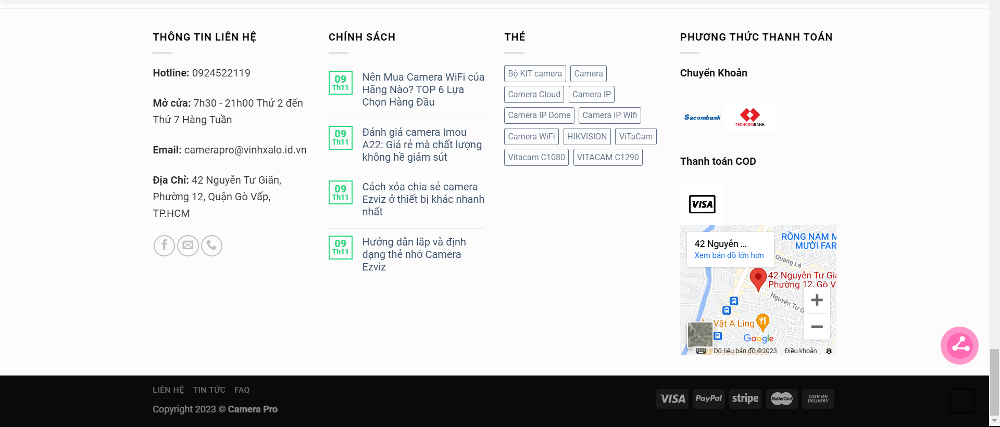 THÔNG TIN LIÊN HỆ
Hotline: 0924522119
Mở cửa: 7h30 - 21h00 Thứ 2 đến
Thứ 7 Hàng Tuần
Email: camerapro@vinhxalo.id.vn
Địa Chỉ: 42 Nguyễn Tư Giãn,
Phường 12, Quận Gò Vấp,
TP.HCM
CHÍNH SÁCH
09
Th11
Nên Mua Camera WiFi của
Hãng Nào? TOP 6 Lựa
Chọn Hàng Đầu
09
Th11
Đánh giá camera Imou
A22: Giá rẻ mà chất lượng
không hề giảm sút
09
Th11
Cách xóa chia sẻ camera
Ezviz ở thiết bị khác nhanh
nhất
09
Th11
Hướng dẫn lắp và định
dạng thẻ nhớ Camera
Ezviz
THẺ
Bộ KIT camera
Camera
Camera Cloud
Camera IP
Camera IP Dome
Camera IP Wifi
Camera WiFi
HIKVISION
ViTaCam
Vitacam C1080
VITACAM C1290
PHƯƠNG THỨC THANH TOÁN
Chuyển Khoản
Sacombank
TECHCOMBANK
Thanh toán COD
VISA
42 Nguyễn ...
Xem bản đồ lớn hơn
RỒNG NAM M
MƯỜI FAR
Quang Là
42 Nguyễn Tư Giả
Phường 12, Gò V
Nguyễn Tư G
Vặt A Lìng
Google
Dữ liệu bản đồ ©2023
Điều khoản
LIÊN HỆ
TIN TỨC
FAQ
Copyright 2023 © Camera Pro
VISA
PayPal
stripe
MasterCard
CASH ON
DELIVERY